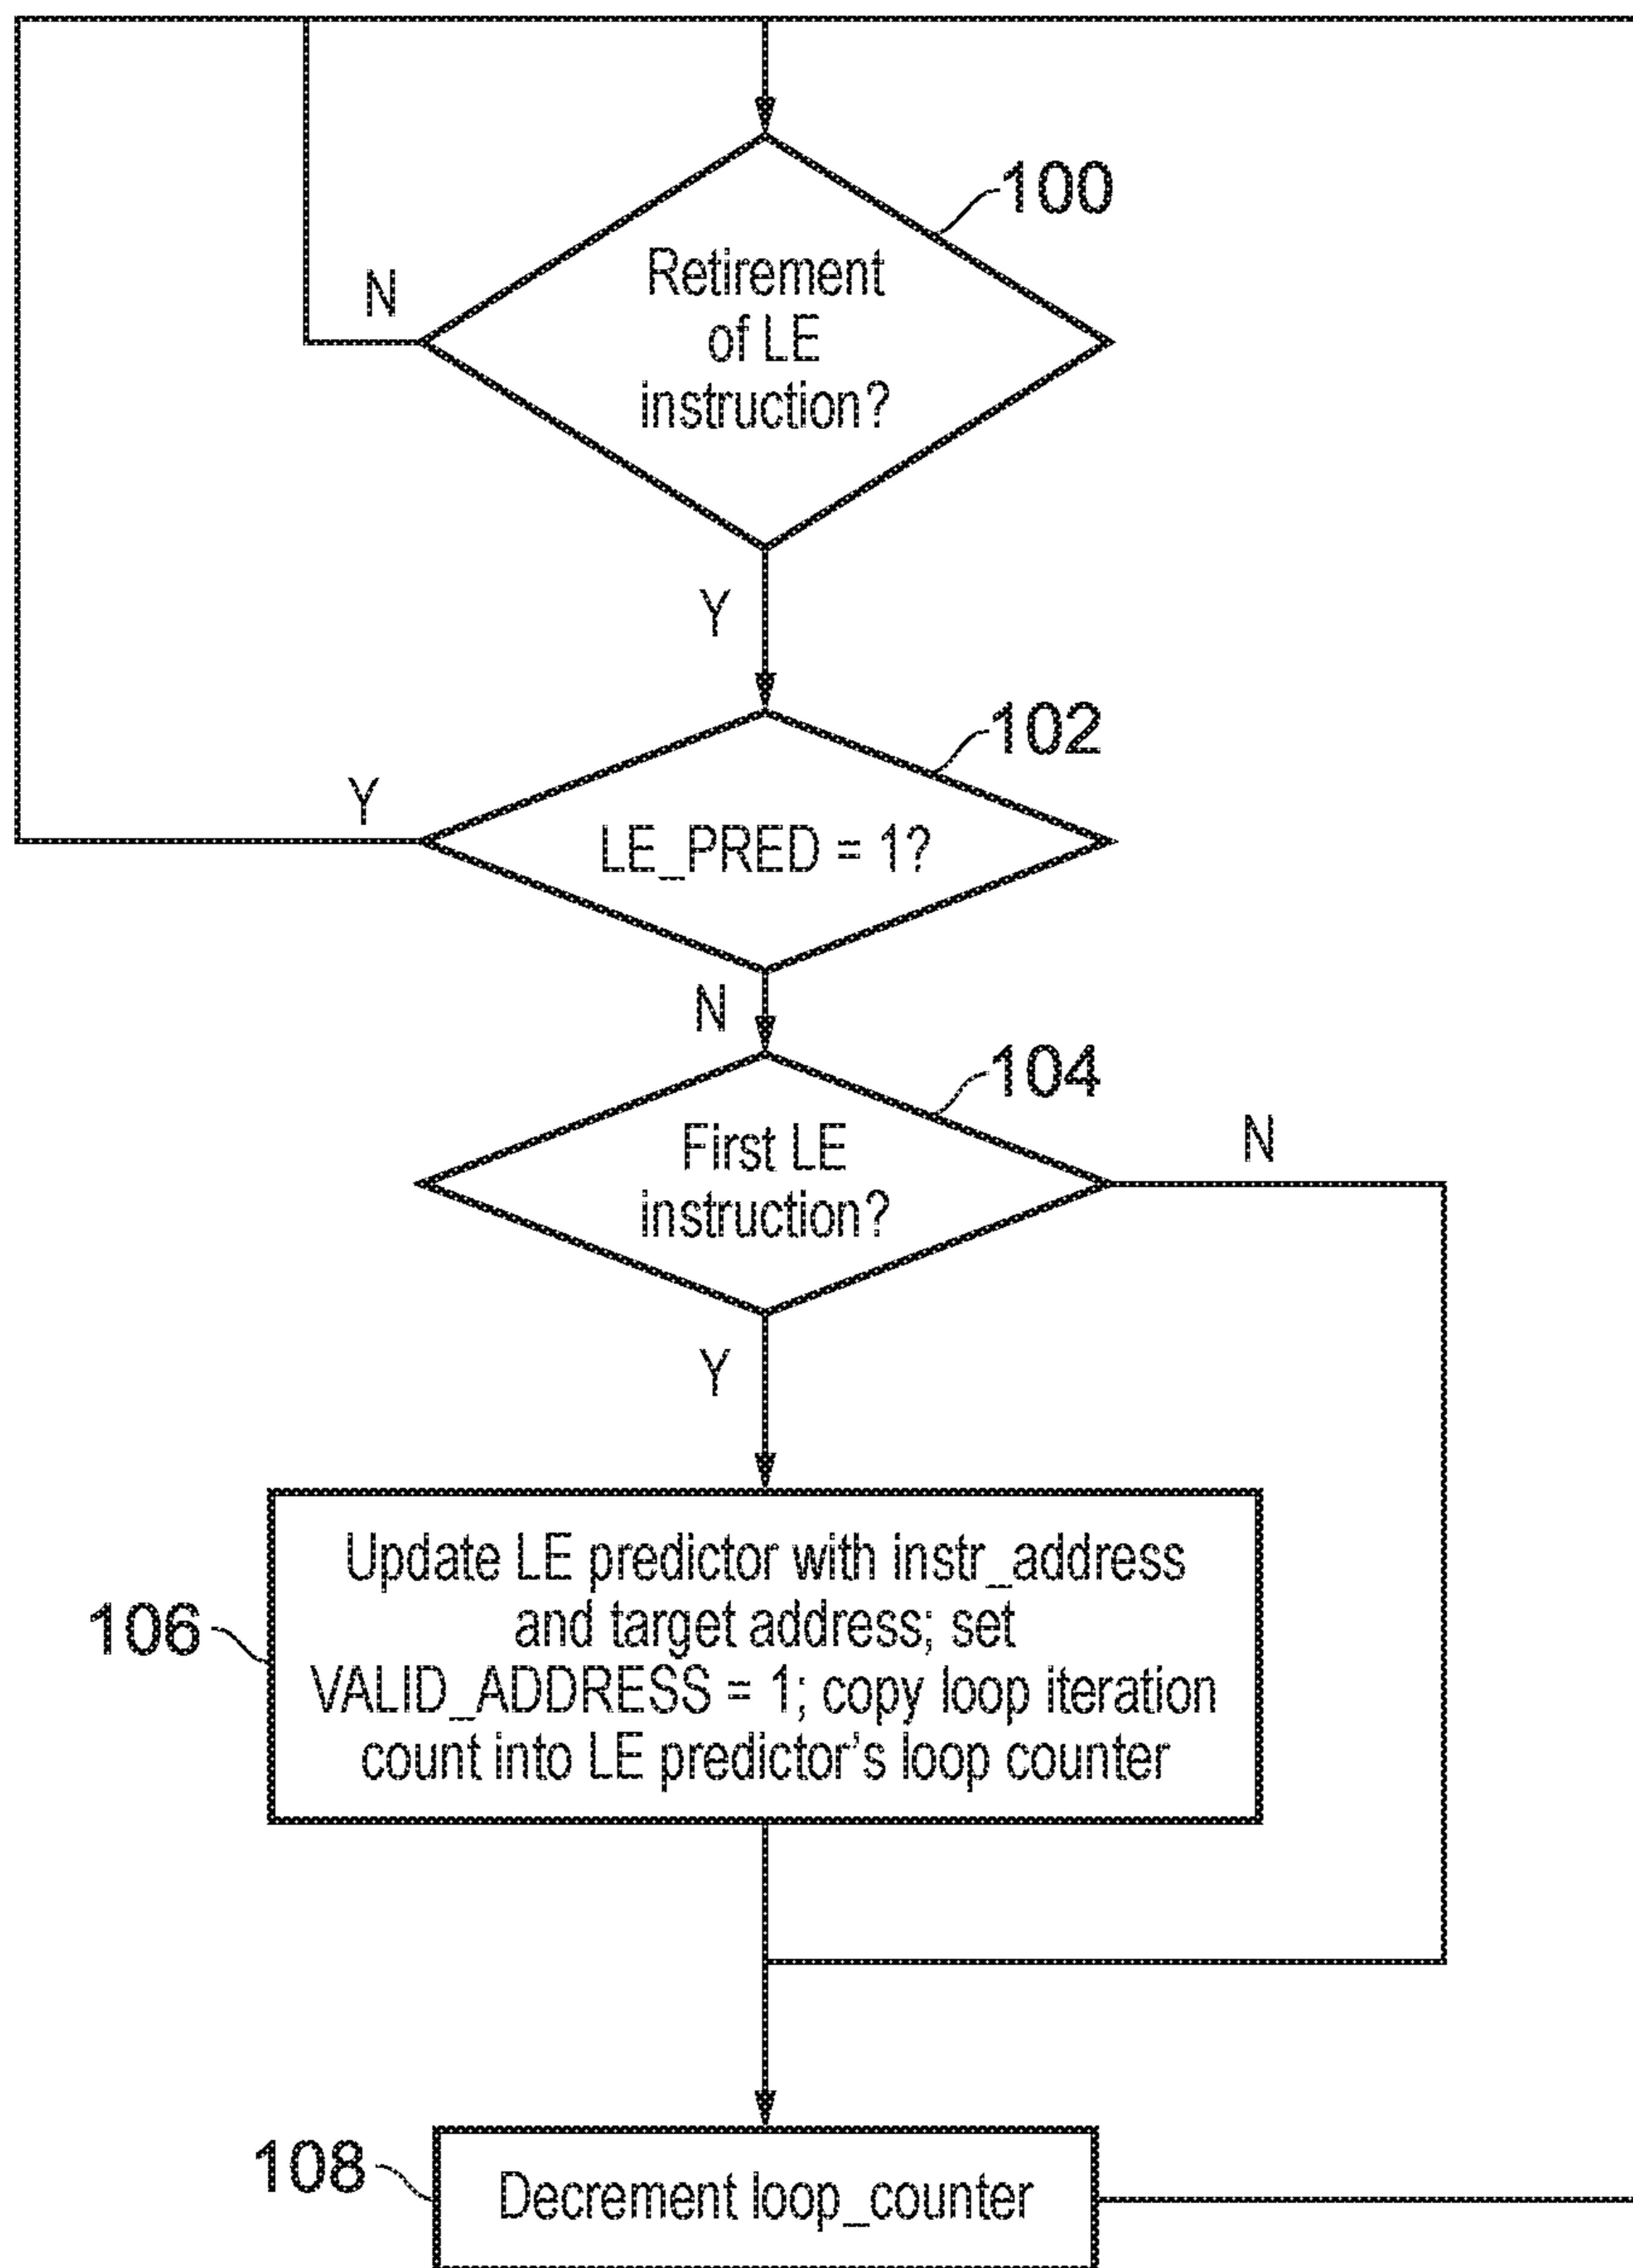 100
Retirement
of LE
instruction?
N
Y
102
LE_PRED = 1?
Y
N
104
First LE
instruction?
N
Y
106
Update LE predictor with instr_address
and target address; set
VALID_ADDRESS = 1; copy loop iteration
count into LE predictor's loop counter
108
Decrement loop_counter